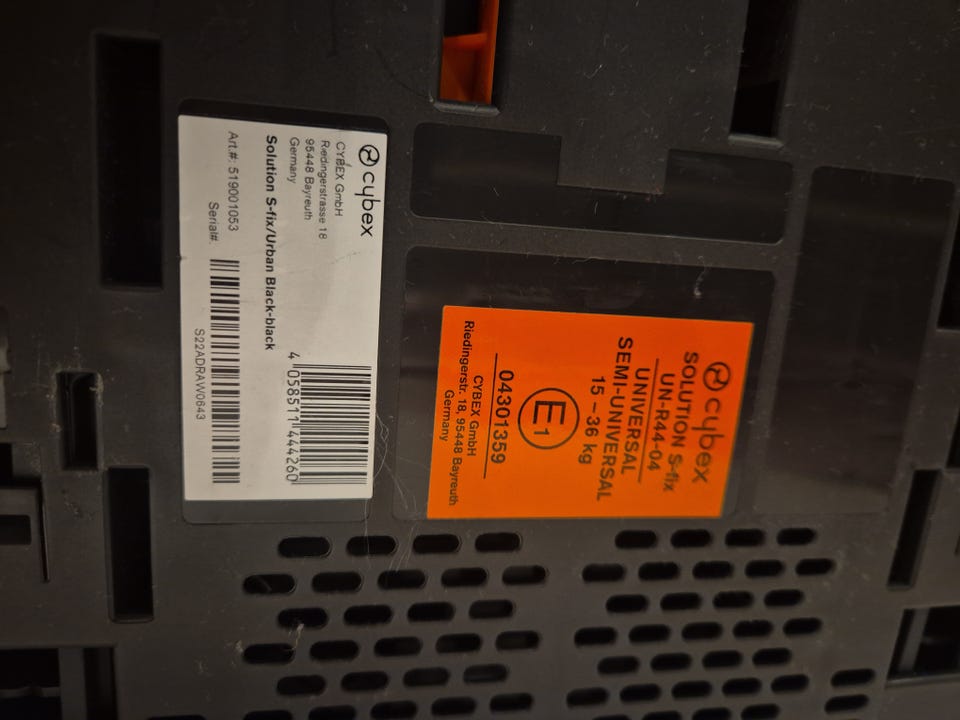 cybex
CYBEX GmbH
Riedingerstrasse 18
95448 Bayreuth
Germany
Solution S-fix/Urban Black-black
4 058511 444260
Art.#: 519001053
Serial#:
S22ADRAW0643
cybex
SOLUTION S-fix
UN-R44-04
UNIVERSAL
SEMI-UNIVERSAL
15 – 36 kg
E1
04301359
CYBEX GmbH
Riedingerstr. 18, 95448 Bayreuth
Germany